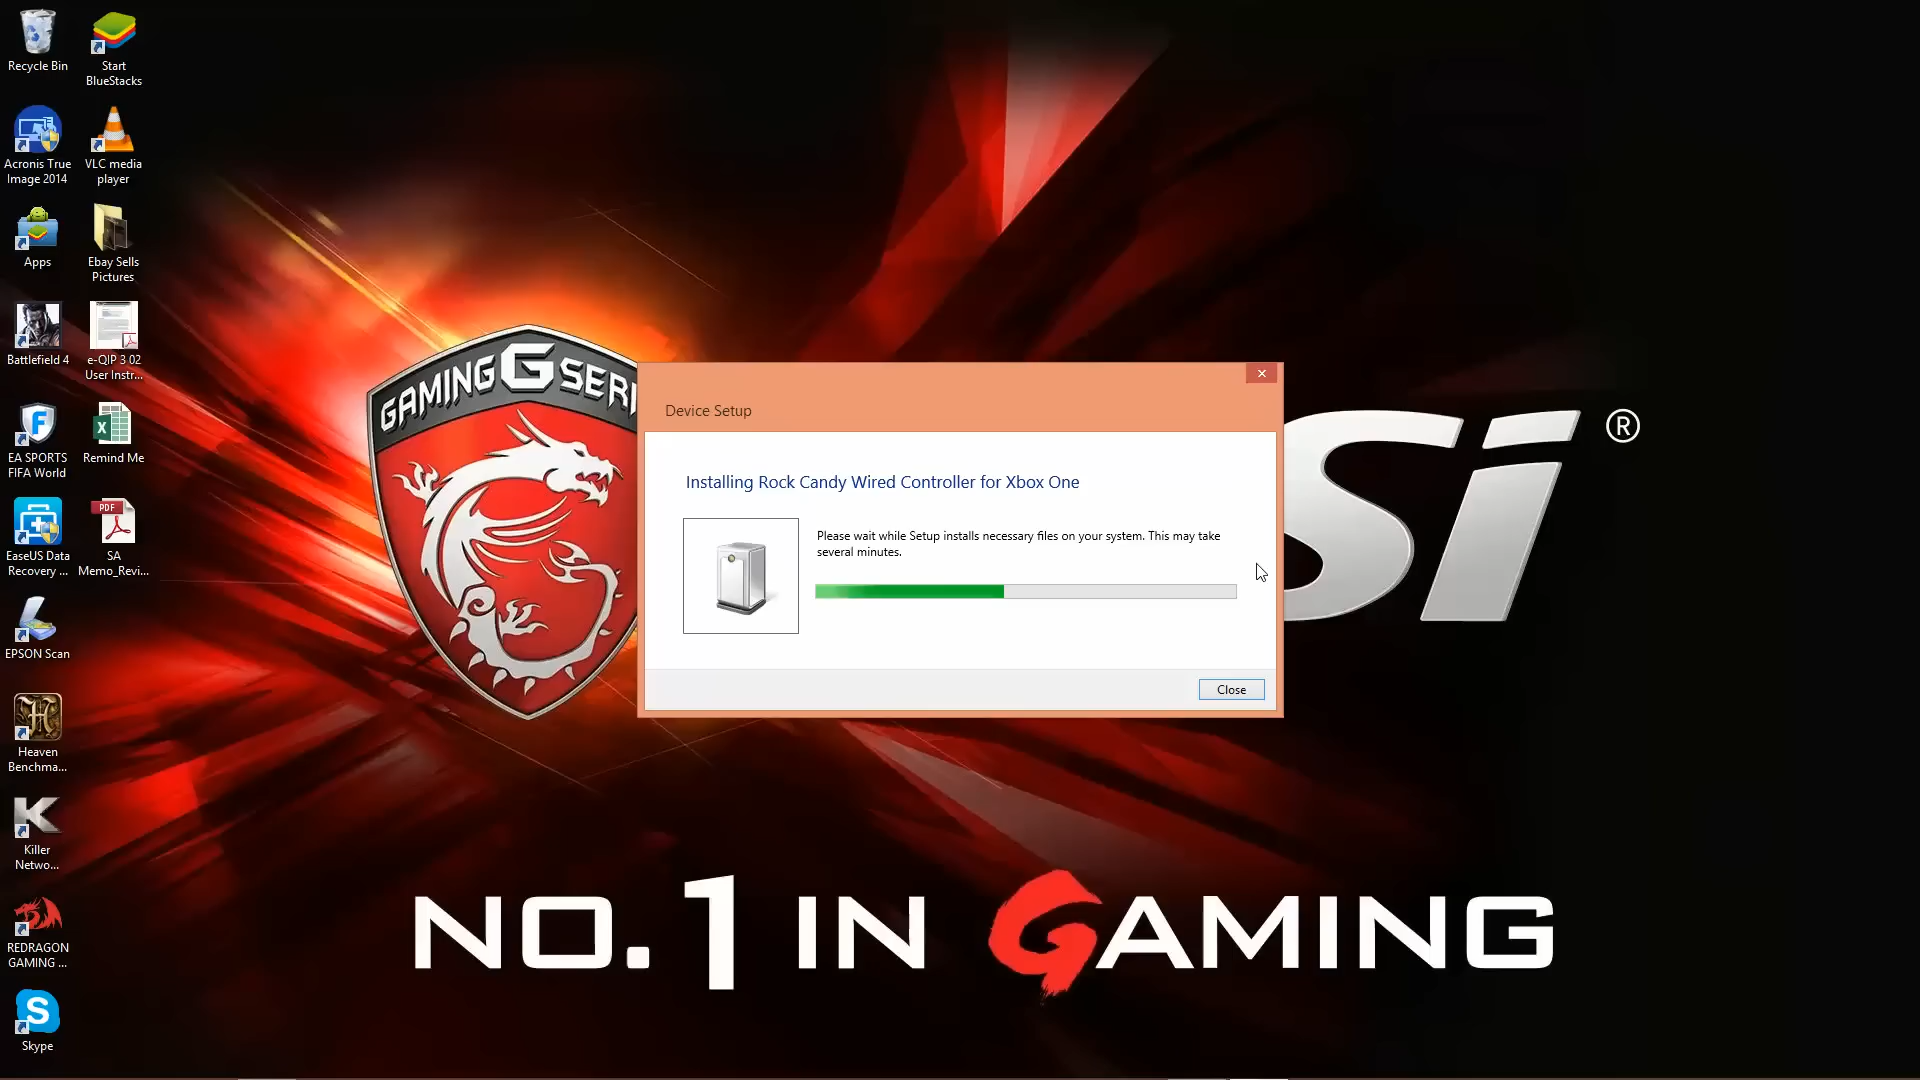 Recycle Bin
Start
BlueStacks
Acronis True
Image 2014
VLC media
player
Apps
Ebay Sells
Pictures
Battlefield 4
e-QIP 3 02
User Instr...
EA SPORTS
FIFA World
Remind Me
EaseUS Data
Recovery ...
PDF
SA
Memo_Revi...
EPSON Scan
Heaven
Benchma...
Killer
Netwo...
REDRAGON
GAMING ...
Skype
GAMING G SERI
Device Setup
Installing Rock Candy Wired Controller for Xbox One
Please wait while Setup installs necessary files on your system. This may take
several minutes.
Close
Si ®
NO.1 IN GAMING